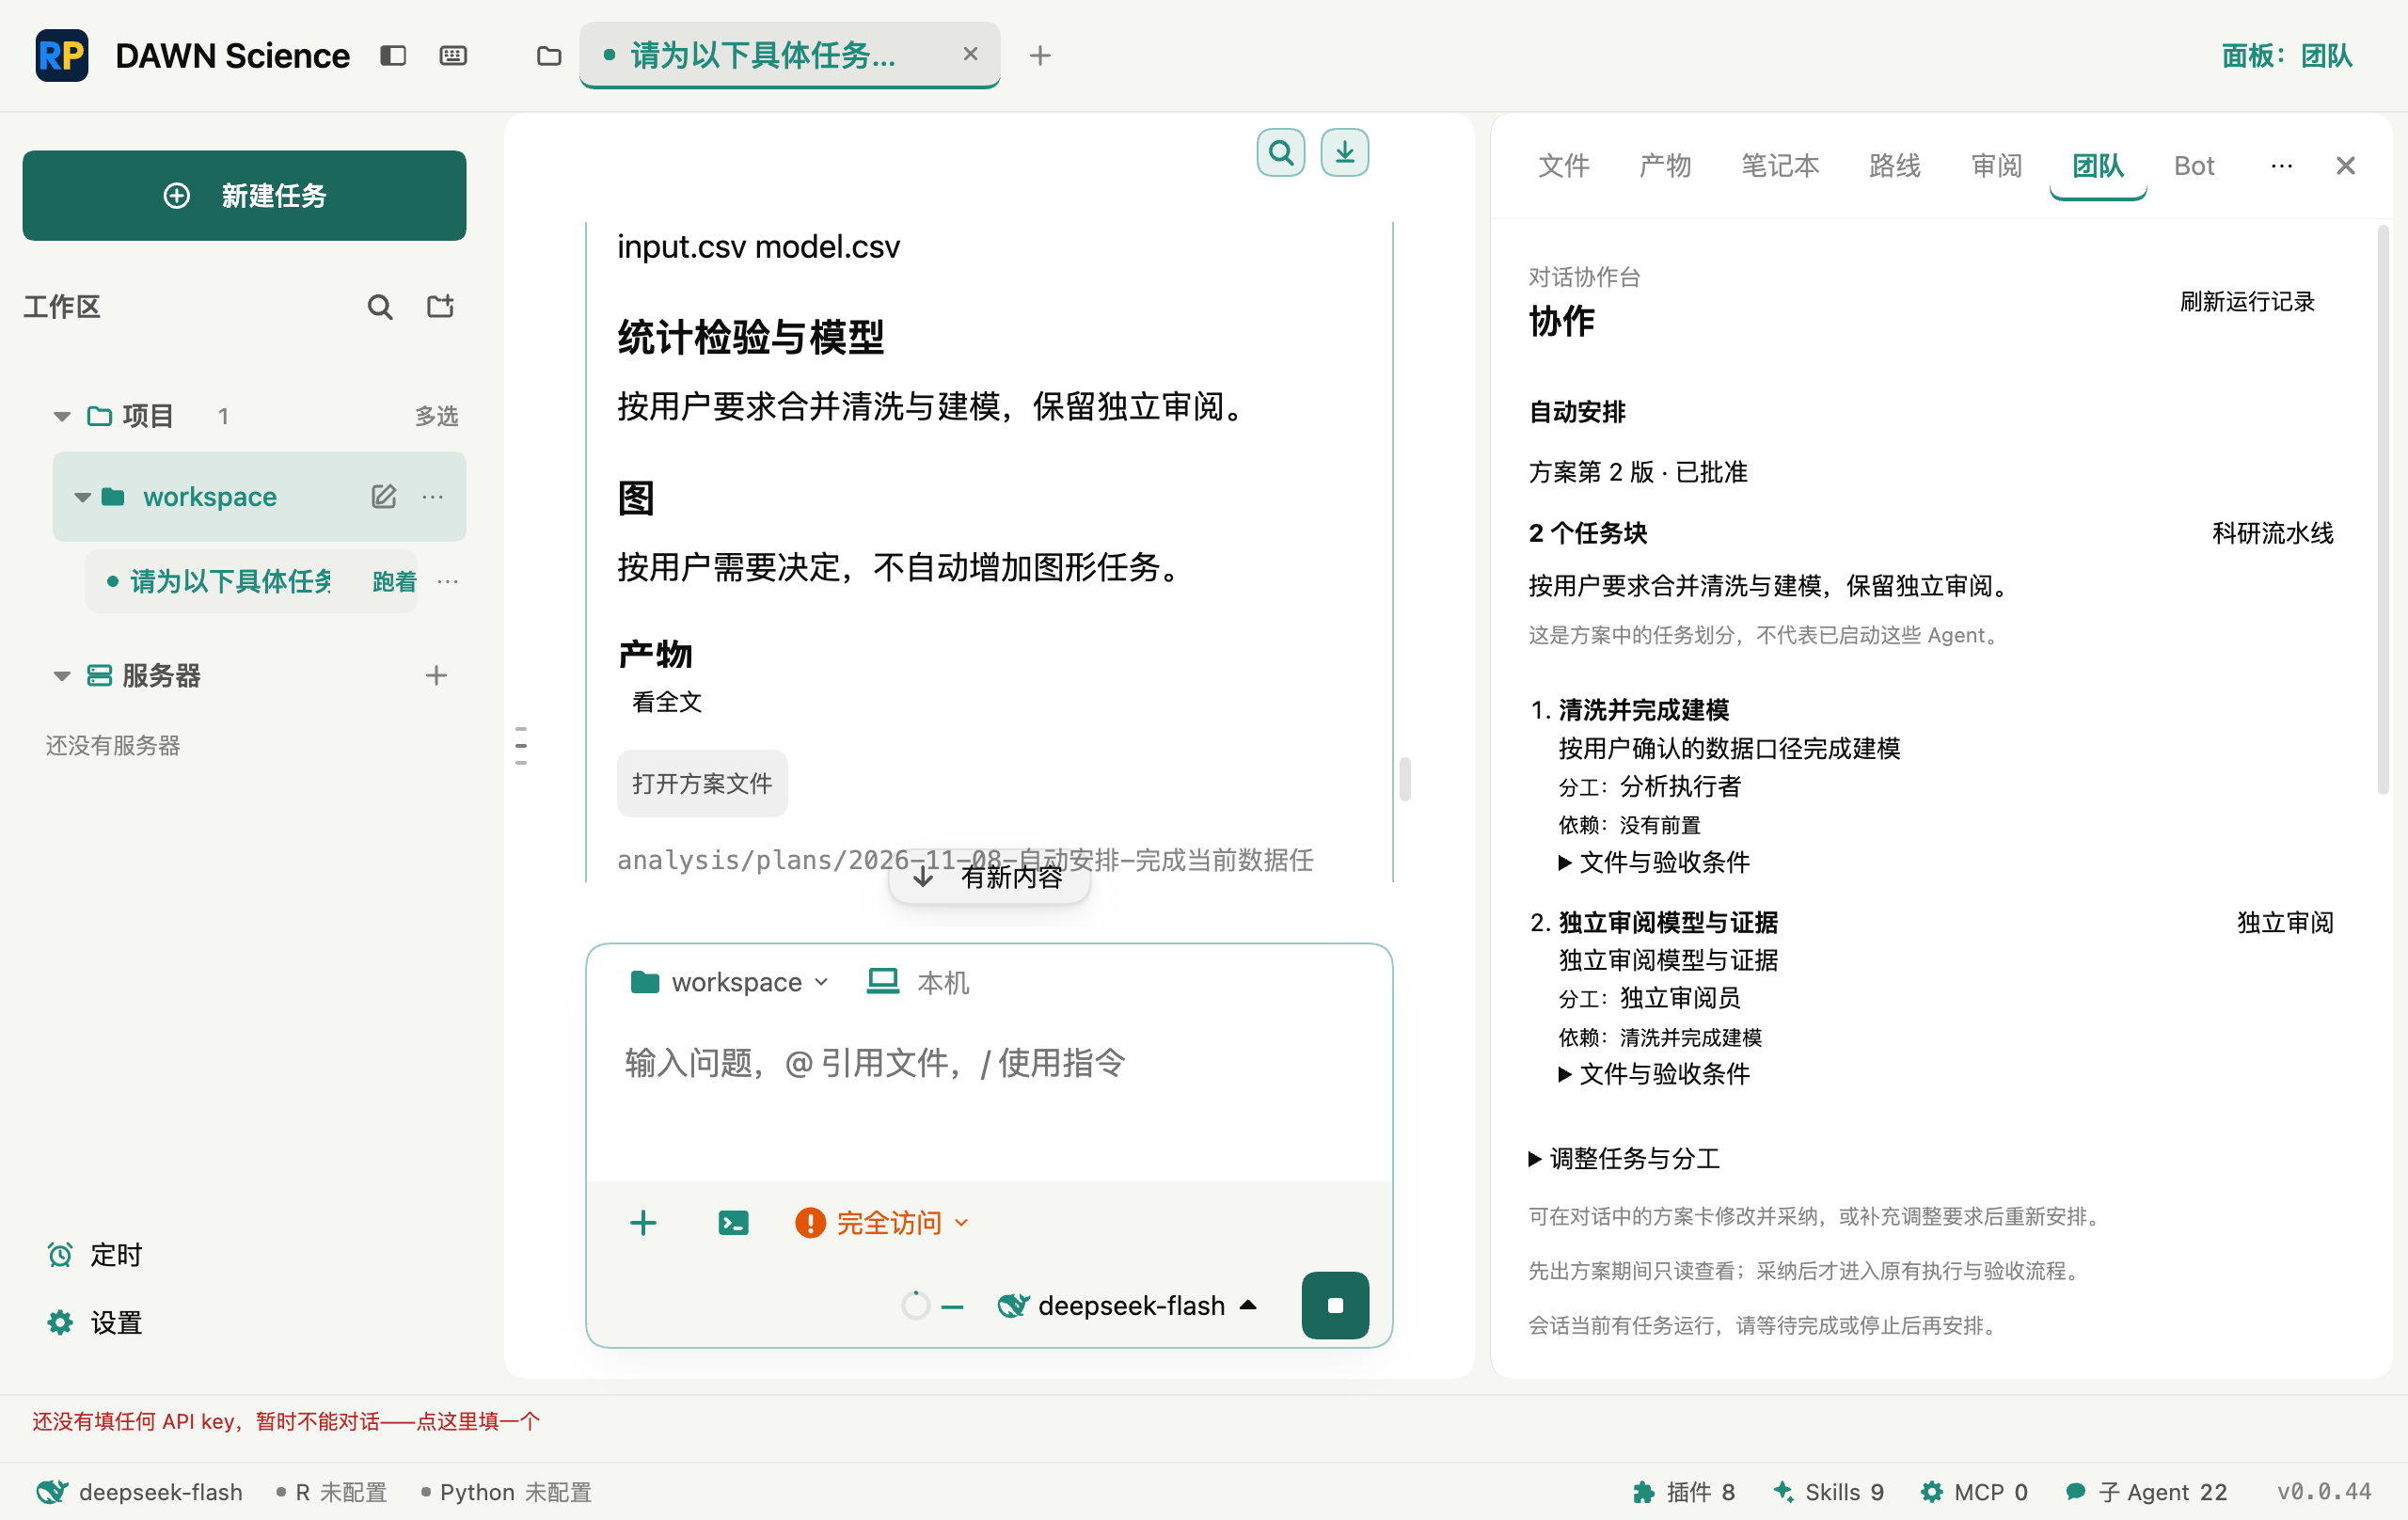 RP DAWN Science
请为以下具体任务...
面板：团队
新建任务
工作区
项目 1 多选
workspace
请为以下具体任务 跑着
服务器
还没有服务器
定时
设置
input.csv model.csv
统计检验与模型
按用户要求合并清洗与建模，保留独立审阅。
图
按用户需要决定，不自动增加图形任务。
产物
看全文
打开方案文件
analysis/plans/2026-11-08-自动安排-完成当前数据任
有新内容
workspace 本机
输入问题，@ 引用文件，/ 使用指令
完全访问
deepseek-flash
文件 产物 笔记本 路线 审阅 团队 Bot
对话协作台
协作
刷新运行记录
自动安排
方案第 2 版 · 已批准
2 个任务块 科研流水线
按用户要求合并清洗与建模，保留独立审阅。
这是方案中的任务划分，不代表已启动这些 Agent。
1. 清洗并完成建模
按用户确认的数据口径完成建模
分工：分析执行者
依赖：没有前置
文件与验收条件
2. 独立审阅模型与证据 独立审阅
独立审阅模型与证据
分工：独立审阅员
依赖：清洗并完成建模
文件与验收条件
调整任务与分工
可在对话中的方案卡修改并采纳，或补充调整要求后重新安排。
先出方案期间只读查看；采纳后才进入原有执行与验收流程。
会话当前有任务运行，请等待完成或停止后再安排。
还没有填任何 API key，暂时不能对话——点这里填一个
deepseek-flash R 未配置 Python 未配置
插件 8 Skills 9 MCP 0 子 Agent 22 v0.0.44